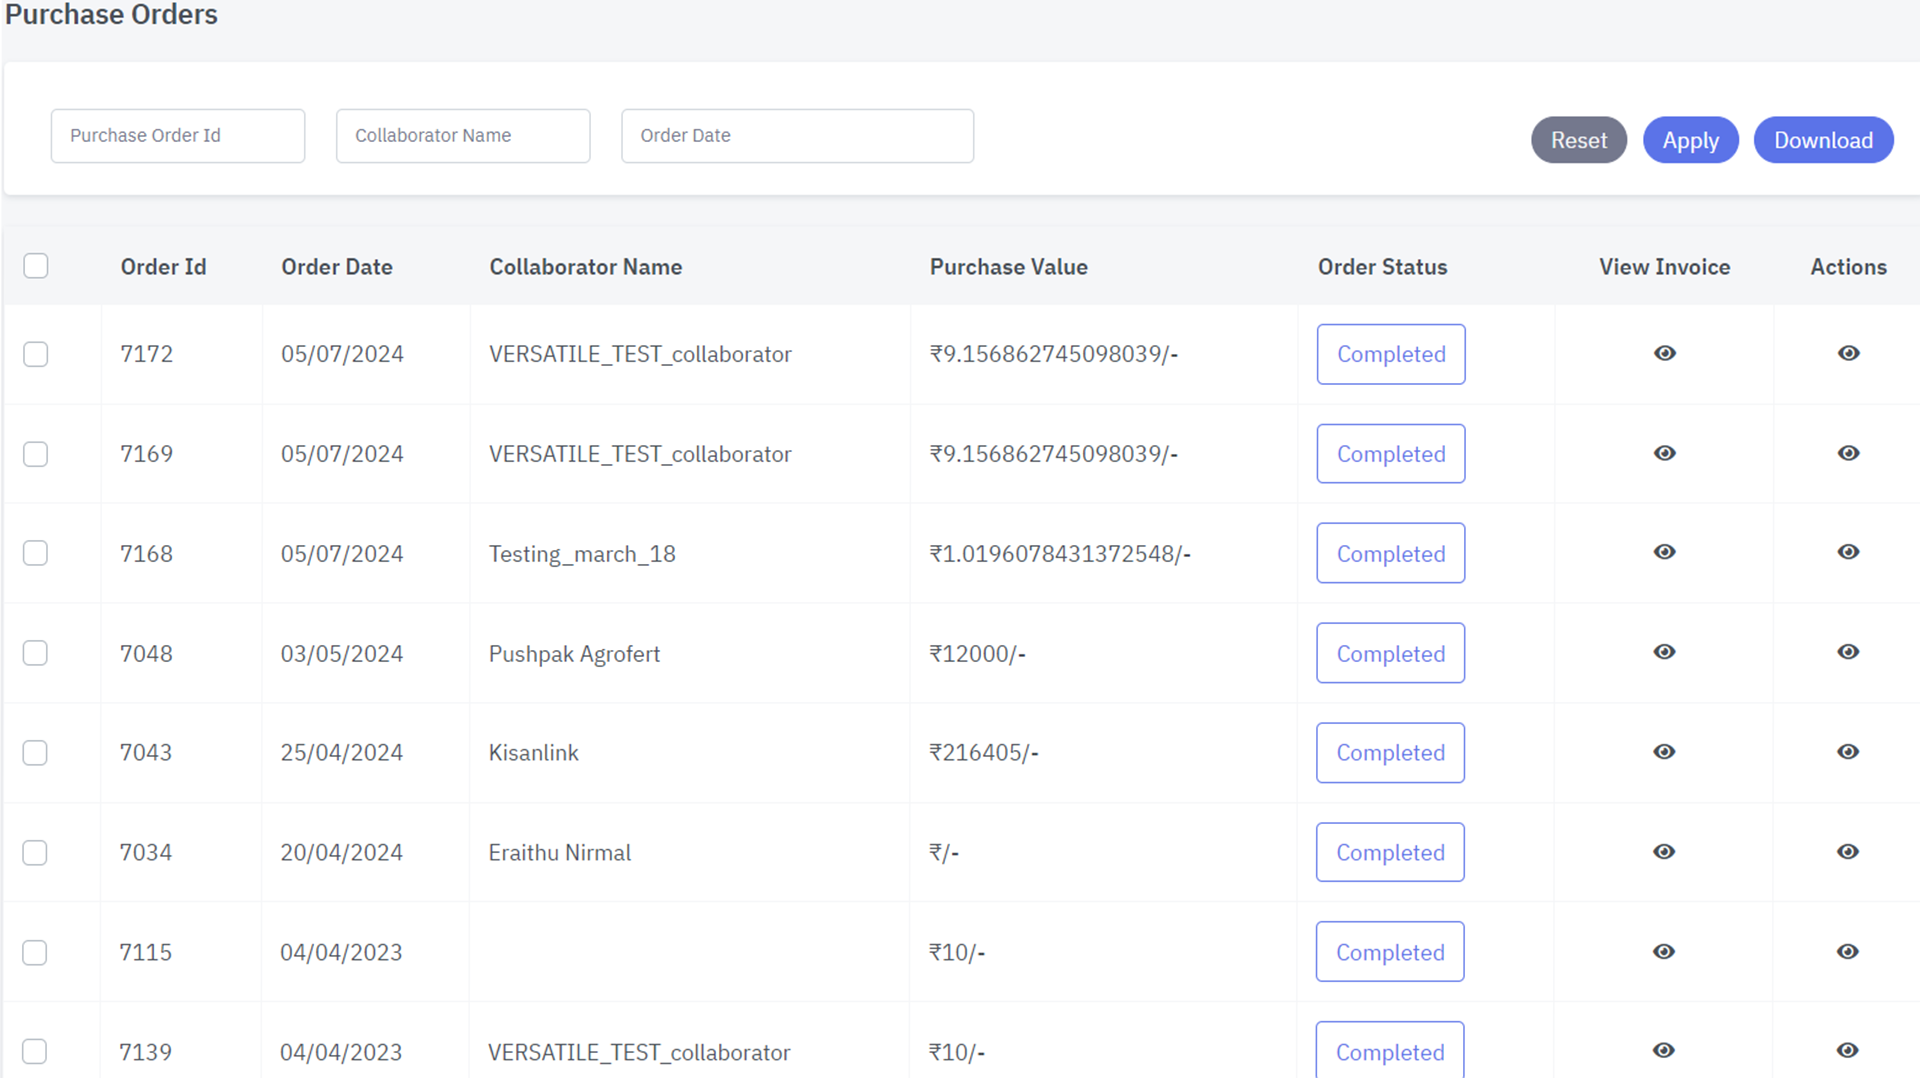 Purchase Orders
Purchase Order Id Collaborator Name Order Date Reset Apply Download
Order Id Order Date Collaborator Name Purchase Value Order Status View Invoice Actions
7172 05/07/2024 VERSATILE_TEST_collaborator ₹9.156862745098039/- Completed
7169 05/07/2024 VERSATILE_TEST_collaborator ₹9.156862745098039/- Completed
7168 05/07/2024 Testing_march_18 ₹1.0196078431372548/- Completed
7048 03/05/2024 Pushpak Agrofert ₹12000/- Completed
7043 25/04/2024 Kisanlink ₹216405/- Completed
7034 20/04/2024 Eraithu Nirmal ₹/- Completed
7115 04/04/2023 ₹10/- Completed
7139 04/04/2023 VERSATILE_TEST_collaborator ₹10/- Completed